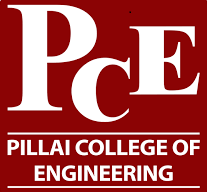 PCE
PILLAI COLLEGE OF
ENGINEERING